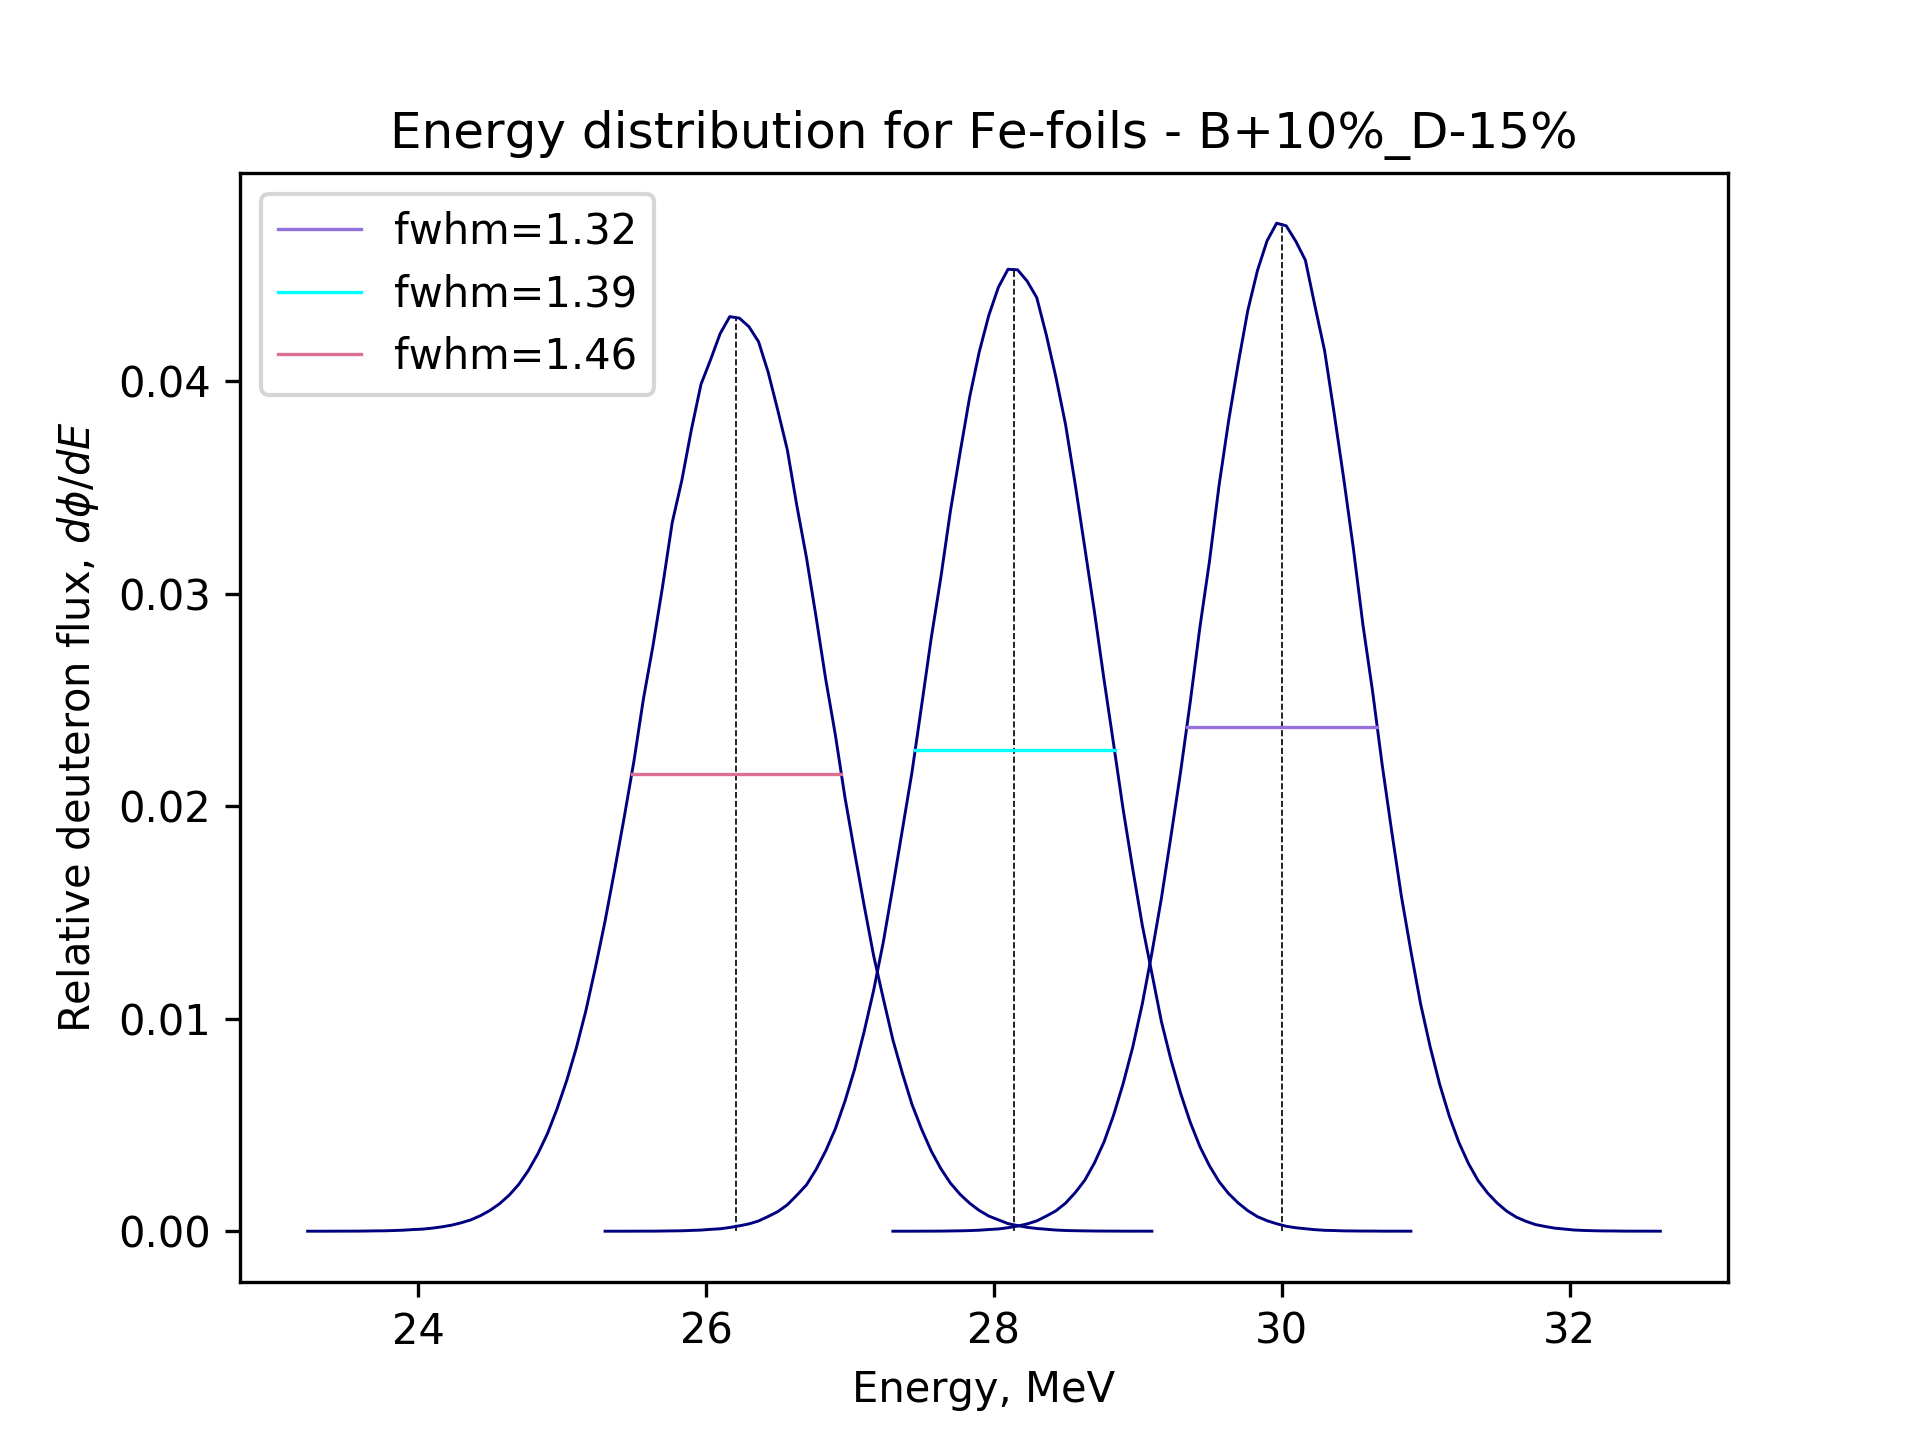 Energy distribution for Fe-foils - B+10%_D-15%
fwhm=1.32
fwhm=1.39
fwhm=1.46
Relative deuteron flux, dϕ/dE
0.04
0.03
0.02
0.01
0.00
24 26 28 30 32
Energy, MeV